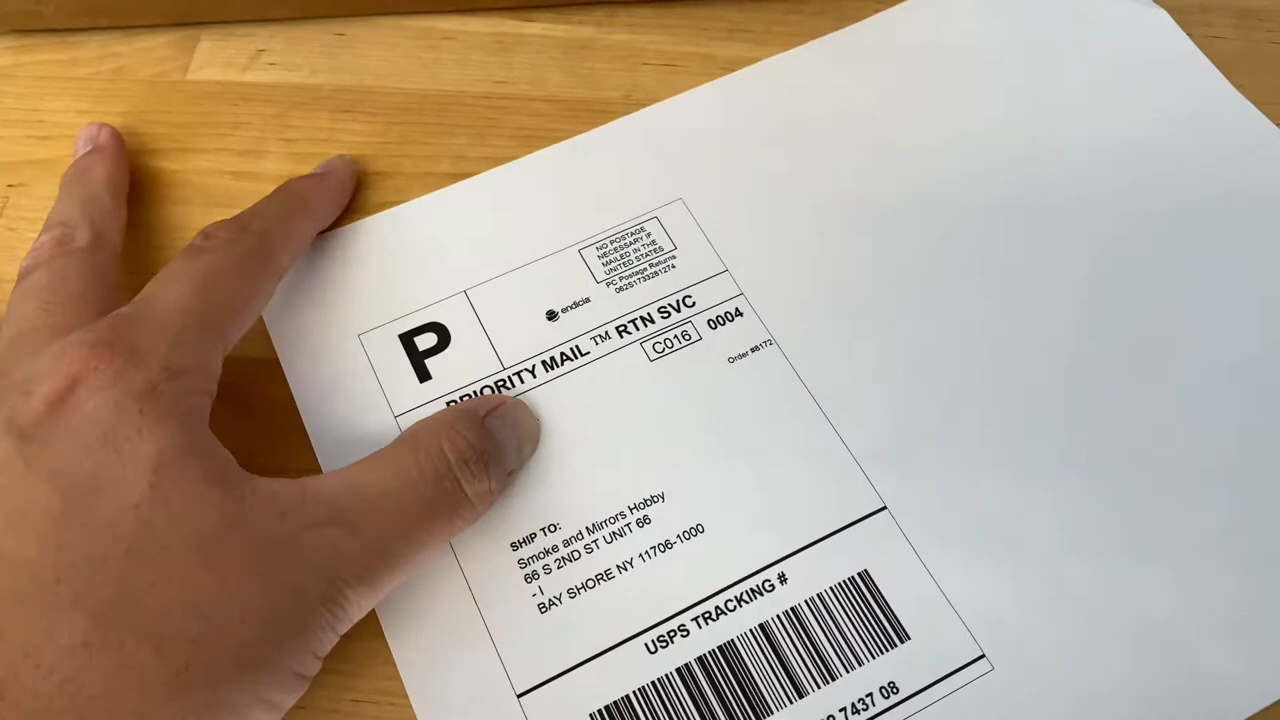 NO POSTAGE
NECESSARY IF
MAILED IN THE
UNITED STATES
PC Postage Returns
062S1733281274
endicia
P
PRIORITY MAIL ™ RTN SVC
C016
0004
Order #8172
SHIP TO:
Smoke and Mirrors Hobby
66 S 2ND ST UNIT 66
- I
BAY SHORE NY 11706-1000
USPS TRACKING #
7437 08